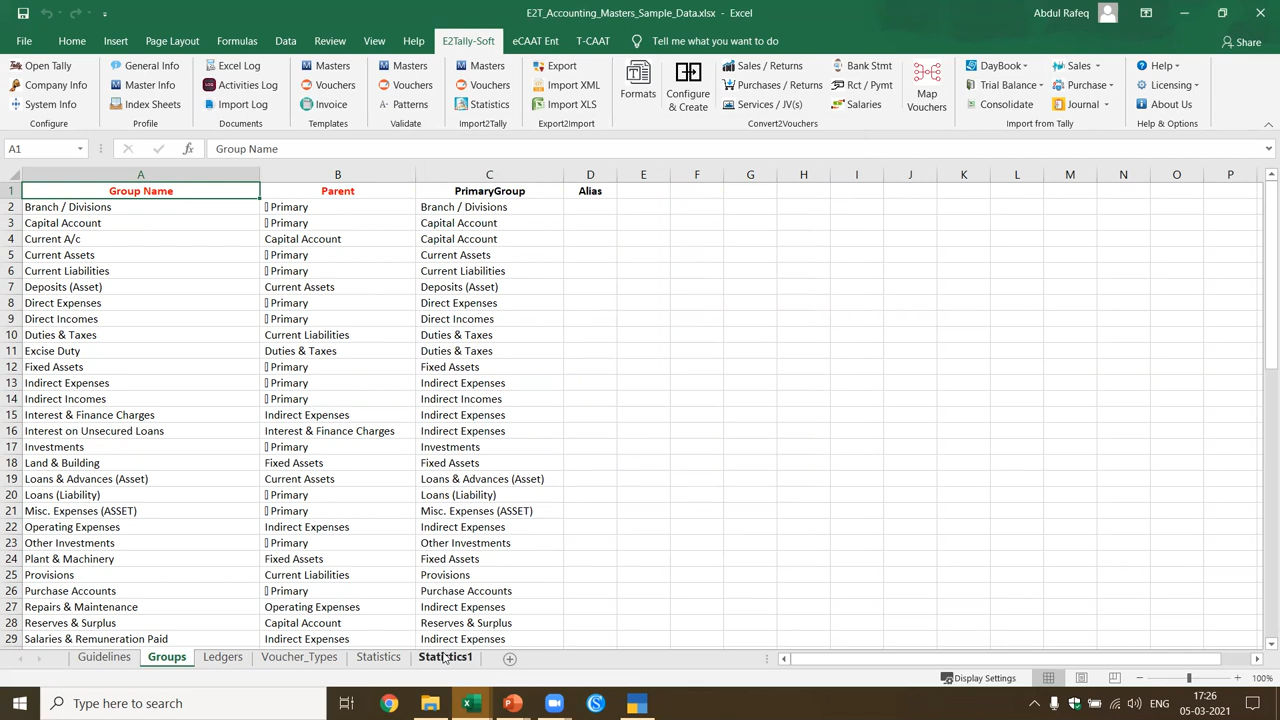 E2T_Accounting_Masters_Sample_Data.xlsx - Excel
Abdul Rafeq
File Home Insert Page Layout Formulas Data Review View Help E2Tally-Soft eCAAT Ent T-CAAT Tell me what you want to do Share
Open Tally General Info Excel Log Masters Masters Masters Export Sales / Returns Bank Stmt DayBook Sales Help
Company Info Master Info Activities Log Vouchers Vouchers Vouchers Import XML Purchases / Returns Rct / Pymt Trial Balance Purchase Licensing
System Info Index Sheets Import Log Invoice Patterns Statistics Import XLS Services / JV(s) Salaries Consolidate Journal About Us
Formats Configure & Create Map Vouchers
Configure Profile Documents Templates Validate Import2Tally Export2Import Convert2Vouchers Import from Tally Help & Options
A1 fx Group Name
A B C D E F G H I J K L M N O P
1 Group Name Parent PrimaryGroup Alias
2 Branch / Divisions Primary Branch / Divisions
3 Capital Account Primary Capital Account
4 Current A/c Capital Account Capital Account
5 Current Assets Primary Current Assets
6 Current Liabilities Primary Current Liabilities
7 Deposits (Asset) Current Assets Deposits (Asset)
8 Direct Expenses Primary Direct Expenses
9 Direct Incomes Primary Direct Incomes
10 Duties & Taxes Current Liabilities Duties & Taxes
11 Excise Duty Duties & Taxes Duties & Taxes
12 Fixed Assets Primary Fixed Assets
13 Indirect Expenses Primary Indirect Expenses
14 Indirect Incomes Primary Indirect Incomes
15 Interest & Finance Charges Indirect Expenses Indirect Expenses
16 Interest on Unsecured Loans Interest & Finance Charges Indirect Expenses
17 Investments Primary Investments
18 Land & Building Fixed Assets Fixed Assets
19 Loans & Advances (Asset) Current Assets Loans & Advances (Asset)
20 Loans (Liability) Primary Loans (Liability)
21 Misc. Expenses (ASSET) Primary Misc. Expenses (ASSET)
22 Operating Expenses Indirect Expenses Indirect Expenses
23 Other Investments Primary Other Investments
24 Plant & Machinery Fixed Assets Fixed Assets
25 Provisions Current Liabilities Provisions
26 Purchase Accounts Primary Purchase Accounts
27 Repairs & Maintenance Operating Expenses Indirect Expenses
28 Reserves & Surplus Capital Account Reserves & Surplus
29 Salaries & Remuneration Paid Indirect Expenses Indirect Expenses
Guidelines Groups Ledgers Voucher_Types Statistics Statistics1
Display Settings 100%
Type here to search
ENG 17:26
05-03-2021